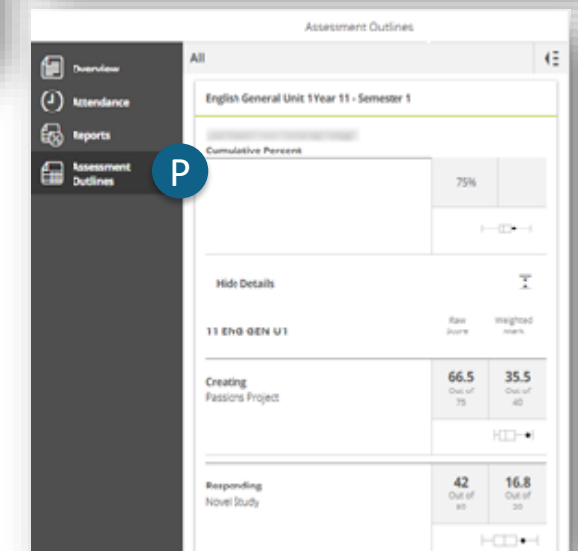 Assessment Outlines
Overview
Attendance
Reports
Assessment
Outlines
P
All
English General Unit 1 Year 11 - Semester 1
Cumulative Percent
75%
Hide Details
11 ENG GEN U1
Raw Score
Weighted mark
Creating
Passions Project
66.5
Out of
75
35.5
Out of
40
Responding
Novel Study
42
Out of
16.8
Out of